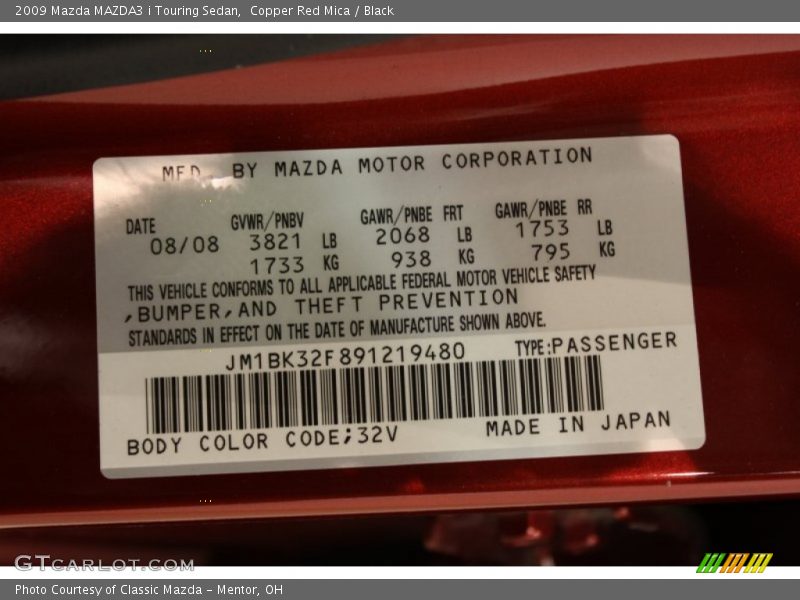 2009 Mazda MAZDA3 i Touring Sedan,  Copper Red Mica / Black
MFD. BY MAZDA MOTOR CORPORATION
DATE GVWR/PNBV GAWR/PNBE FRT GAWR/PNBE RR
08/08 3821 LB 2068 LB 1753 LB
1733 KG 938 KG 795 KG
THIS VEHICLE CONFORMS TO ALL APPLICABLE FEDERAL MOTOR VEHICLE SAFETY
,BUMPER,AND THEFT PREVENTION
STANDARDS IN EFFECT ON THE DATE OF MANUFACTURE SHOWN ABOVE.
JM1BK32F891219480 TYPE:PASSENGER
BODY COLOR CODE;32V MADE IN JAPAN
GTCARLOT.COM
Photo Courtesy of Classic Mazda - Mentor, OH